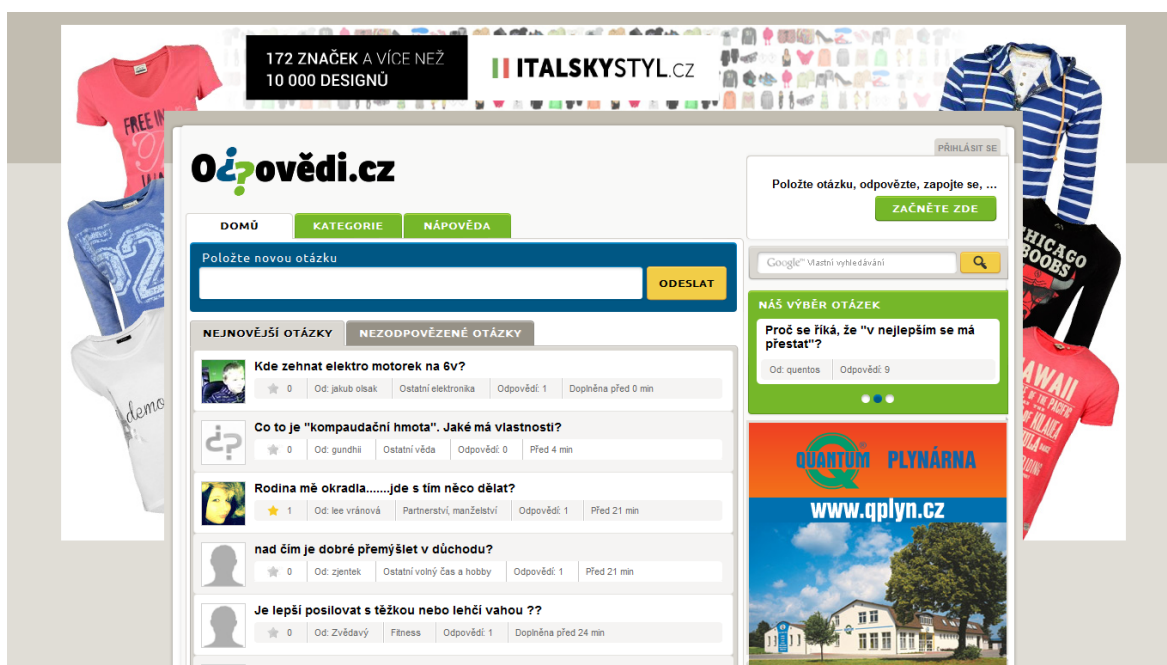 172 ZNAČEK A VÍCE NEŽ
10 000 DESIGNŮ
ITALSKYSTYL.CZ
FREE IN
92
demo
CHICAGO
BOOBS
HAWAII
Odpovědi.cz
PŘIHLÁSIT SE
Položte otázku, odpovězte, zapojte se, ...
ZAČNĚTE ZDE
DOMŮ KATEGORIE NÁPOVĚDA
Položte novou otázku
ODESLAT
Google™ Vlastní vyhledávání
NEJNOVĚJŠÍ OTÁZKY NEZODPOVĚZENÉ OTÁZKY
Kde zehnat elektro motorek na 6v?
0 Od: jakub olsak Ostatní elektronika Odpovědí: 1 Doplněna před 0 min
Co to je "kompaudační hmota". Jaké má vlastnosti?
0 Od: gundhii Ostatní věda Odpovědí: 0 Před 4 min
Rodina mě okradla.......jde s tím něco dělat?
1 Od: lee vránová Partnerství, manželství Odpovědí: 1 Před 21 min
nad čím je dobré přemýšlet v důchodu?
0 Od: zjentek Ostatní volný čas a hobby Odpovědí: 1 Před 21 min
Je lepší posilovat s těžkou nebo lehčí vahou ??
0 Od: Zvědavý Fitness Odpovědí: 1 Doplněna před 24 min
NÁŠ VÝBĚR OTÁZEK
Proč se říká, že "v nejlepším se má
přestat"?
Od: quentos Odpovědí: 9
QUANTUM PLYNÁRNA
www.qplyn.cz